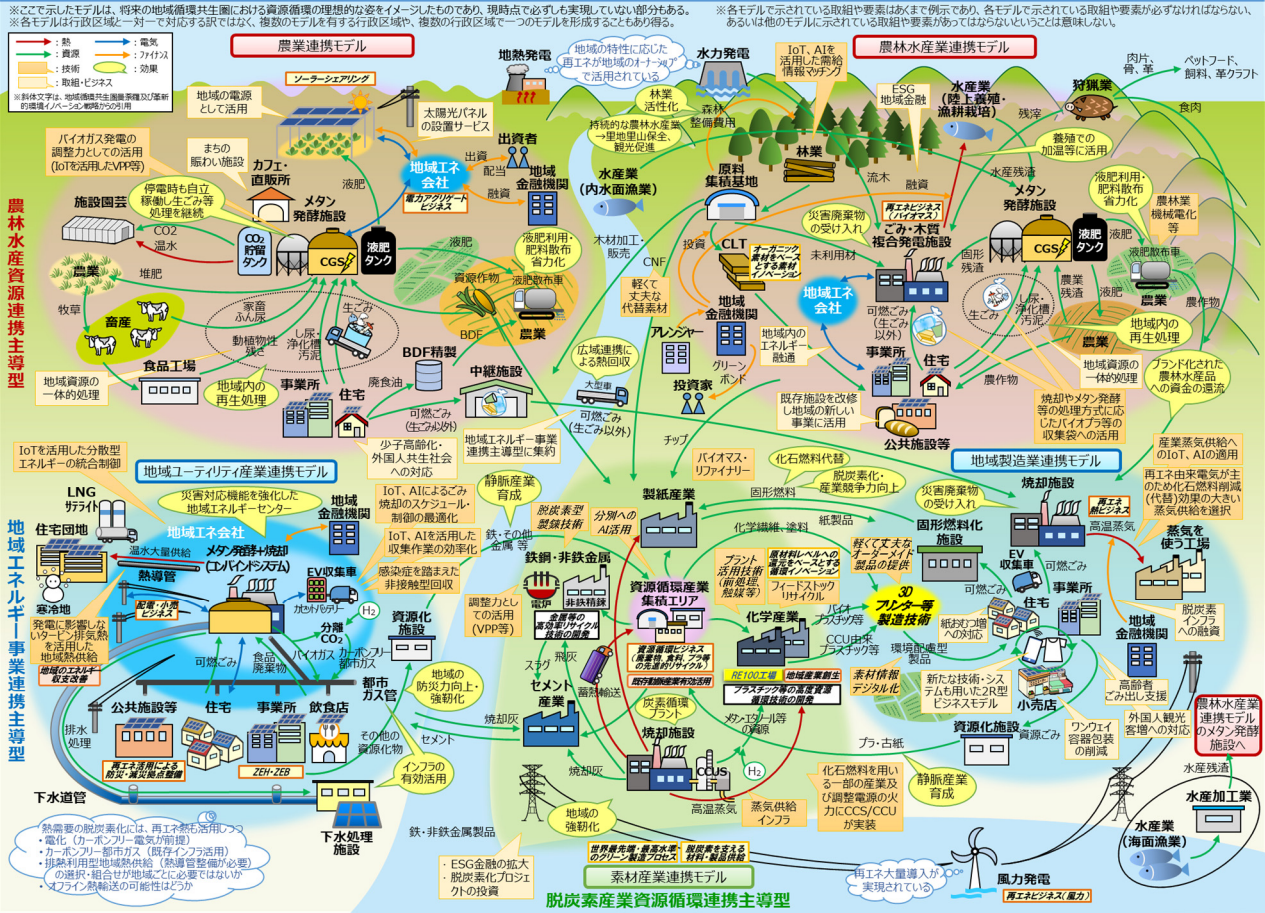 ※ここで示したモデルは、将来の地域循環共生圏における資源循環の理想的な姿をイメージしたものであり、現時点で必ずしも実現していない部分もある。
※各モデルは行政区域と一対一で対応する訳ではなく、複数のモデルを有する行政区域や、複数の行政区域で一つのモデルを形成することもあり得る。
※各モデルで示されている取組や要素はあくまで例示であり、各モデルで示されている取組や要素が必ずなければならない、
あるいは他のモデルに示されている取組や要素があってはならないということは意味しない。
:熱
:電気
:資源
:ファイナンス
:技術
:効果
:取組・ビジネス
農業連携モデル
ソーラーシェアリング
地域の電源
として活用
太陽光パネル
の設置サービス
バイオガス発電の
調整力としての活用
(IoTを活用したVPP等)
まちの
賑わい施設
カフェ・
直販所
停電時も自立
稼働し生ごみ等
処理を継続
メタン
発酵施設
液肥
地域エネ
会社
電力アグリゲート
ビジネス
出資
配当
融資
出資者
地域
金融機関
施設園芸
CO2
温水
CO2
貯留
タンク
CGS
液肥
タンク
農業
堆肥
牧草
畜産
家畜
ふん尿
動植物性
残さ
し尿・
浄化槽
汚泥
生ごみ
食品工場
地域資源の
一体的処理
地域内の
再生処理
事業所
住宅
廃食油
BDF精製
BDF
液肥
資源作物
液肥利用・
肥料散布
省力化
液肥散布車
農業
少子高齢化・
外国人共生社会
への対応
中継施設
地域エネルギー事業
連携主導型に集約
広域連携に
よる熱回収
大型車
可燃ごみ
(生ごみ以外)
可燃ごみ
(生ごみ以外)
農林水産資源連携主導型
地熱発電
地域の特性に応じた
再エネが地域のオーナーシップ
で活用されている
水力発電
農林水産業連携モデル
IoT、AIを
活用した需給
情報マッチング
林業
活性化
森林
整備費用
持続的な農林水産業
→里地里山保全、
観光促進
水産業
(内水面漁業)
原料
集積基地
林業
ESG
地域金融
水産業
(陸上養殖・
漁耕栽培)
肉片、
骨、革
狩猟業
ペットフード、
飼料、革クラフト
食肉
残滓
養殖での
加温等に活用
水産残渣
流木
融資
再エネビジネス
(バイオマス)
災害廃棄物
の受け入れ
ごみ・木質
複合発電施設
未利用材
木材加工・
販売
投資
CLT
CNF
オーガニック
素材をベース
とする素材
イノベーション
軽くて
丈夫な
代替素材
地域エネ
会社
地域
金融機関
アレンジャー
グリーン
ボンド
投資家
地域内の
エネルギー
融通
可燃ごみ
(生ごみ
以外)
事業所
住宅
既存施設を改修
し地域の新しい
事業に活用
公共施設等
チップ
メタン
発酵施設
CGS
液肥
タンク
液肥利用・
肥料散布
省力化
農林業
機械電化
等
液肥
液肥散布車
農業
固形
残渣
農業
残渣
液肥
農作物
生ごみ
し尿・
浄化槽
汚泥
農業
地域内の
再生処理
地域資源の
一体的処理
農作物
焼却やメタン発酵
等の処理方式に応
じたバイオプラ等の
収集袋への活用
ブランド化された
農林水産品
への資金の還流
地域エネルギー事業連携主導型
地域ユーティリティ産業連携モデル
IoTを活用した分散型
エネルギーの統合制御
LNG
サテライト
災害対応機能を強化した
地域エネルギーセンター
地域
金融機関
IoT、AIによるごみ
焼却のスケジュール・
制御の最適化
IoT、AIを活用した
収集作業の効率化
感染症を踏まえた
非接触型回収
住宅団地
温水大量供給
熱導管
寒冷地
地域エネ会社
メタン発酵+焼却
(コンバインドシステム)
EV収集車
カセットバッテリー
配電・小売
ビジネス
発電に影響しな
いタービン排気熱
を活用した
地域熱供給
地域のエネルギー
収支改善
分離
CO2
H2
バイオガス
カーボンフリー
都市ガス
可燃ごみ
食品
廃棄物
都市
ガス管
資源化
施設
地域の
防災力向上・
強靭化
公共施設等
住宅
事業所
飲食店
再エネ活用による
防災・減災拠点整備
ZEH・ZEB
その他の
資源化物
排水
処理
下水道管
下水処理
施設
インフラの
有効活用
セメント
熱需要の脱炭素化には、再エネ熱も活用しつつ
・電化(カーボンフリー電気が前提)
・カーボンフリー都市ガス(既存インフラ活用)
・排熱利用型地域熱供給(熱導管整備が必要)
の選択・組合せが地域ごとに必要ではないか
・オフライン熱輸送の可能性はどうか
静脈産業
育成
鉄・その他
金属 等
バイオマス・
リファイナリー
脱炭素型
製錬技術
分別への
AI活用
製紙産業
化石燃料代替
脱炭素化・
産業競争力向上
固形燃料
紙製品
化学繊維、塗料
鉄鋼・非鉄金属
電炉
非鉄精錬
調整力とし
ての活用
(VPP等)
金属等の
高効率リサイクル
技術の開発
資源循環産業
集積エリア
プラント
活用技術
(前処理、
触媒等)
原材料レベルへの
還元をベースとする
循環イノベーション
フィードストック
リサイクル
軽くて丈夫な
オーダーメイド
製品の提供
3D
プリンター等
製造技術
化学産業
バイオ
プラスチック等
CCU由来
プラスチック等
スラグ
飛灰
蓄熱輸送
資源循環ビジネス
(廃棄物、食料、プラ等
の先進的リサイクル)
既存動静脈産業有効活用
RE100工場
地域産業創生
プラスチック等の高度資源
循環技術の開発
セメント
産業
炭素循環
プラント
メタン・エタノール等
の資源
焼却灰
焼却施設
CCUS
H2
焼却灰
高温蒸気
蒸気供給
インフラ
化石燃料を用い
る一部の産業及
び調整電源の火
力にCCS/CCU
が実装
地域の
強靭化
鉄・非鉄金属製品
・ESG金融の拡大
・脱炭素化プロジェ
クトの投資
世界最先端・最高水準
のグリーン製造プロセス
脱炭素を支える
材料・製品供給
素材産業連携モデル
脱炭素産業資源循環連携主導型
プラ・古紙
静脈産業
育成
再エネ大量導入が
実現されている
風力発電
再エネビジネス(風力)
地域製造業連携モデル
災害廃棄物
の受け入れ
焼却施設
再エネ
熱ビジネス
高温蒸気
産業蒸気供給へ
のIoT、AIの適用
再エネ由来電気が主
のため化石燃料削減
(代替)効果の大きい
蒸気供給を選択
蒸気を
使う工場
固形燃料化
施設
EV
収集車
可燃ごみ
可燃ごみ
事業所
住宅
紙おむつ増
への対応
脱炭素
インフラ
への融資
地域
金融機関
環境配慮型
製品
素材情報
デジタル化
新たな技術・シス
テムも用いた2R型
ビジネスモデル
小売店
高齢者
ごみ出し支援
資源化施設
資源ごみ
ワンウェイ
容器包装
の削減
外国人観光
客増への対応
農林水産業
連携モデル
のメタン発酵
施設へ
水産残渣
水産加工業
水産業
(海面漁業)